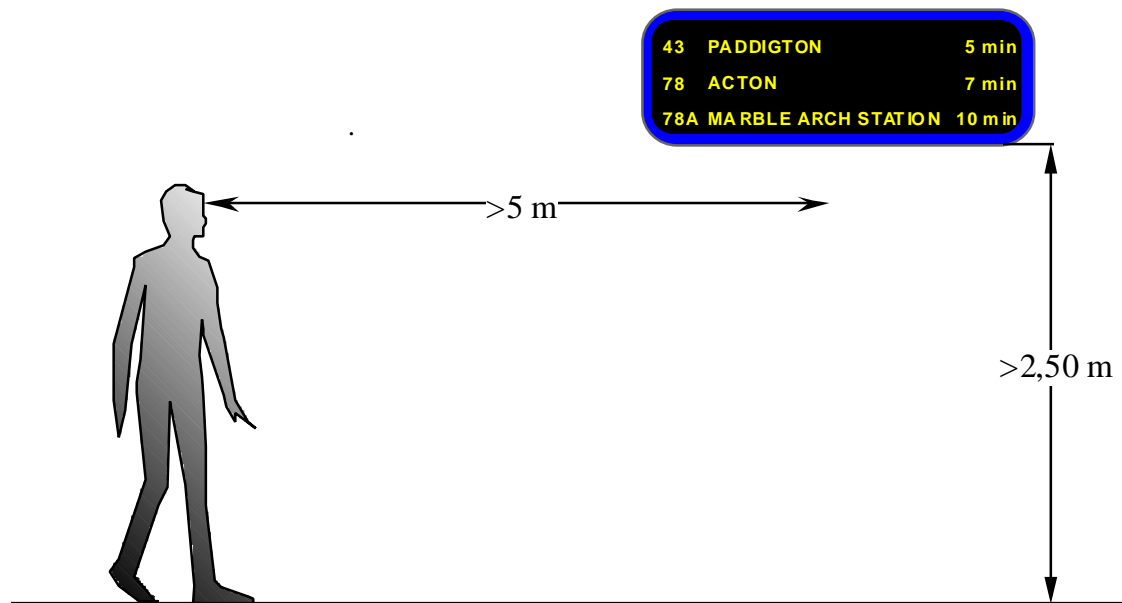 43 PADDIGTON 5 min
78 ACTON 7 min
78A MARBLE ARCH STATION 10 min
>5 m
>2,50 m